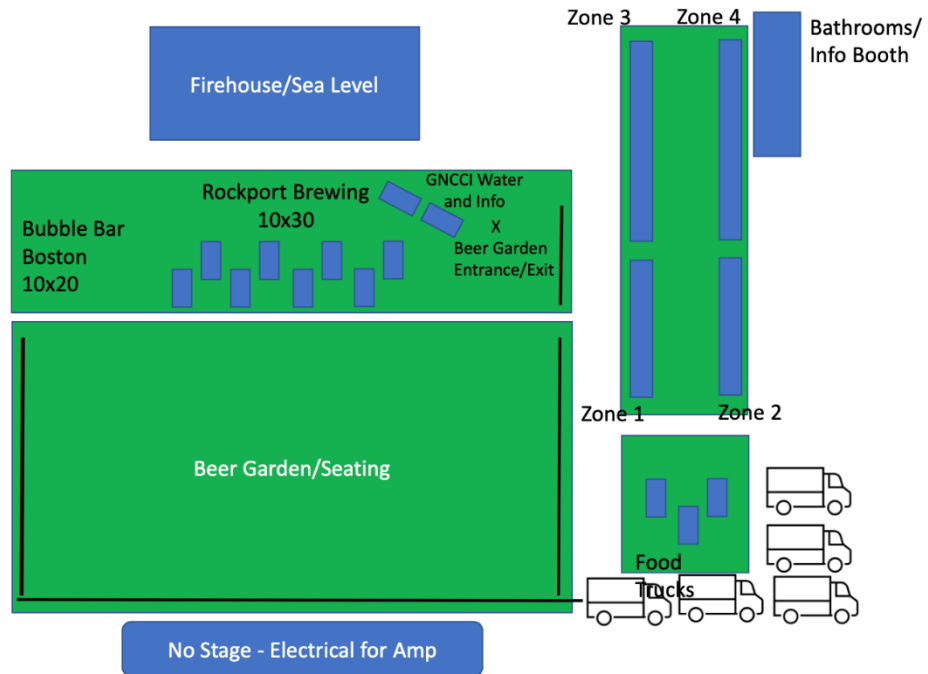 Zone 3
Zone 4
Bathrooms/
Info Booth
Firehouse/Sea Level
GNCCI Water
and Info
X
Beer Garden
Entrance/Exit
Rockport Brewing
10x30
Bubble Bar
Boston
10x20
Zone 1
Zone 2
Beer Garden/Seating
Food
Trucks
No Stage - Electrical for Amp